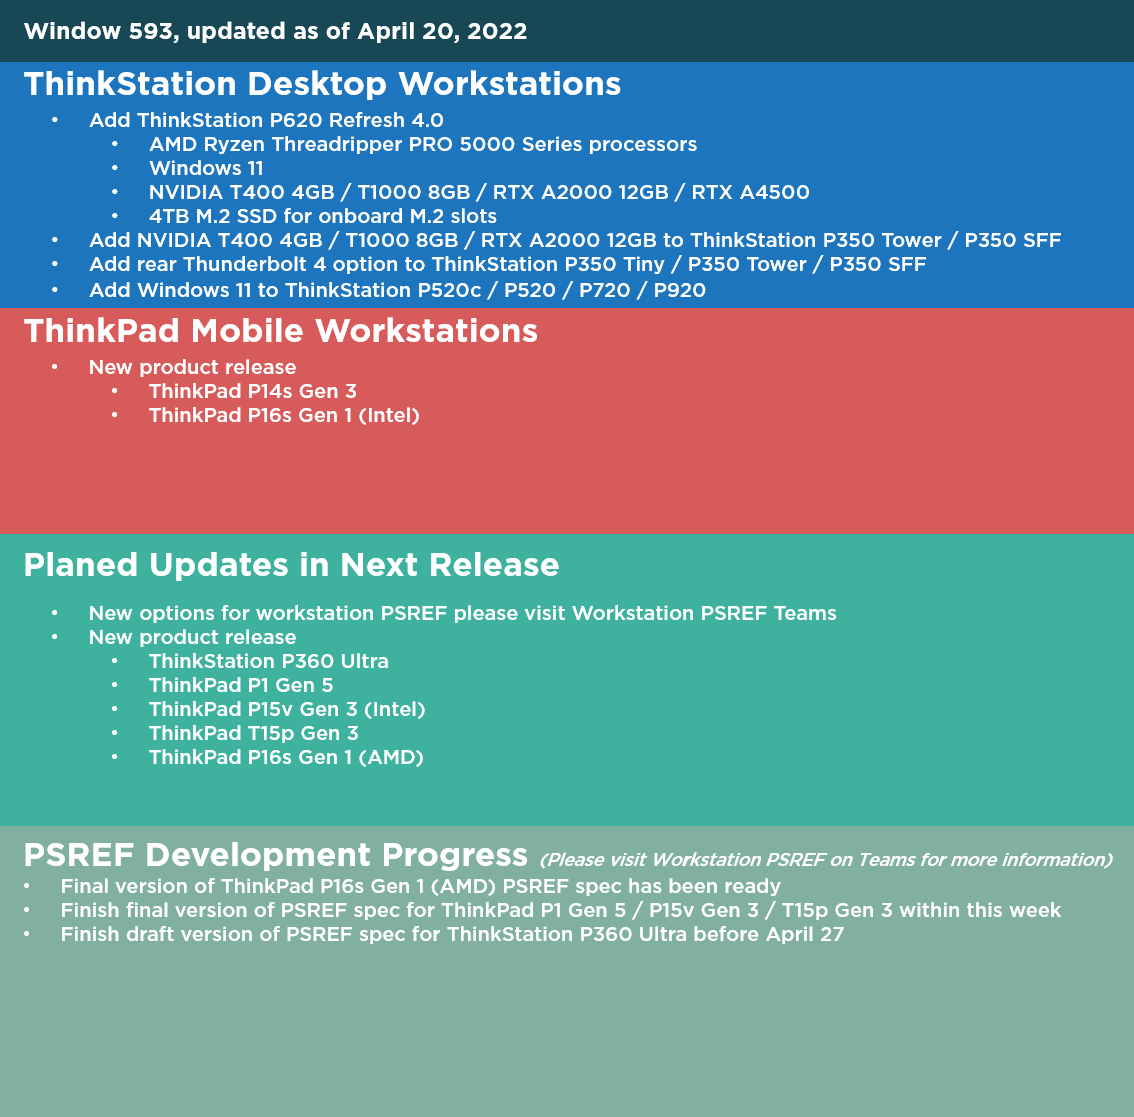 Window 593, updated as of April 20, 2022
ThinkStation Desktop Workstations
• Add ThinkStation P620 Refresh 4.0
• AMD Ryzen Threadripper PRO 5000 Series processors
• Windows 11
• NVIDIA T400 4GB / T1000 8GB / RTX A2000 12GB / RTX A4500
• 4TB M.2 SSD for onboard M.2 slots
• Add NVIDIA T400 4GB / T1000 8GB / RTX A2000 12GB to ThinkStation P350 Tower / P350 SFF
• Add rear Thunderbolt 4 option to ThinkStation P350 Tiny / P350 Tower / P350 SFF
• Add Windows 11 to ThinkStation P520c / P520 / P720 / P920
ThinkPad Mobile Workstations
• New product release
• ThinkPad P14s Gen 3
• ThinkPad P16s Gen 1 (Intel)
Planed Updates in Next Release
• New options for workstation PSREF please visit Workstation PSREF Teams
• New product release
• ThinkStation P360 Ultra
• ThinkPad P1 Gen 5
• ThinkPad P15v Gen 3 (Intel)
• ThinkPad T15p Gen 3
• ThinkPad P16s Gen 1 (AMD)
PSREF Development Progress (Please visit Workstation PSREF on Teams for more information)
• Final version of ThinkPad P16s Gen 1 (AMD) PSREF spec has been ready
• Finish final version of PSREF spec for ThinkPad P1 Gen 5 / P15v Gen 3 / T15p Gen 3 within this week
• Finish draft version of PSREF spec for ThinkStation P360 Ultra before April 27